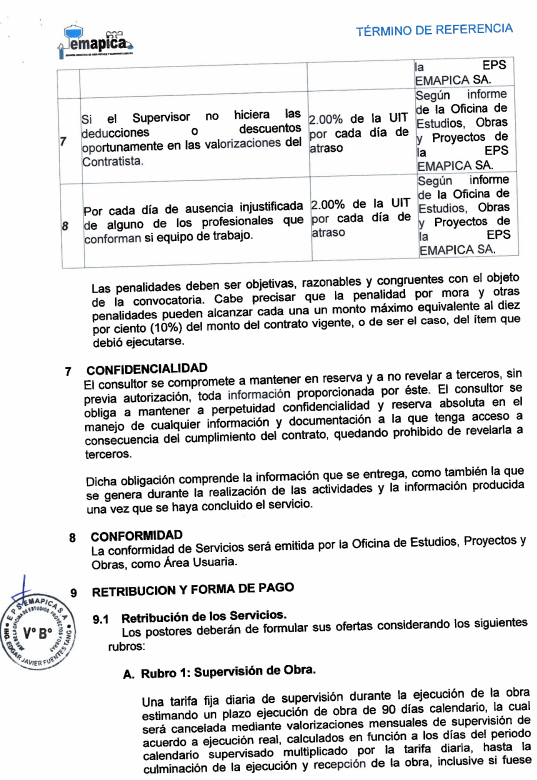 emapica
TÉRMINO DE REFERENCIA
la EPS
EMAPICA SA.
7
Si el Supervisor no hiciera las
deducciones o descuentos
oportunamente en las valorizaciones del
Contratista.
2.00% de la UIT
por cada día de
atraso
Según informe
de la Oficina de
Estudios, Obras
y Proyectos de
la EPS
EMAPICA SA.
8
Por cada día de ausencia injustificada
de alguno de los profesionales que
conforman si equipo de trabajo.
2.00% de la UIT
por cada día de
atraso
Según informe
de la Oficina de
Estudios, Obras
y Proyectos de
la EPS
EMAPICA SA.
Las penalidades deben ser objetivas, razonables y congruentes con el objeto
de la convocatoria. Cabe precisar que la penalidad por mora y otras
penalidades pueden alcanzar cada una un monto máximo equivalente al diez
por ciento (10%) del monto del contrato vigente, o de ser el caso, del ítem que
debió ejecutarse.
7 CONFIDENCIALIDAD
El consultor se compromete a mantener en reserva y a no revelar a terceros, sin
previa autorización, toda información proporcionada por éste. El consultor se
obliga a mantener a perpetuidad confidencialidad y reserva absoluta en el
manejo de cualquier información y documentación a la que tenga acceso a
consecuencia del cumplimiento del contrato, quedando prohibido de revelarla a
terceros.
Dicha obligación comprende la información que se entrega, como también la que
se genera durante la realización de las actividades y la información producida
una vez que se haya concluido el servicio.
8 CONFORMIDAD
La conformidad de Servicios será emitida por la Oficina de Estudios, Proyectos y
Obras, como Área Usuaria.
9 RETRIBUCION Y FORMA DE PAGO
EPS EMAPICA S.A.
V° B°
ING. EDGAR JAVIER FUENTES TANG
9.1 Retribución de los Servicios.
Los postores deberán de formular sus ofertas considerando los siguientes
rubros:
A. Rubro 1: Supervisión de Obra.
Una tarifa fija diaria de supervisión durante la ejecución de la obra
estimando un plazo ejecución de obra de 90 días calendario, la cual
será cancelada mediante valorizaciones mensuales de supervisión de
acuerdo a ejecución real, calculados en función a los días del periodo
calendario supervisado multiplicado por la tarifa diaria, hasta la
culminación de la ejecución y recepción de la obra, inclusive si fuese